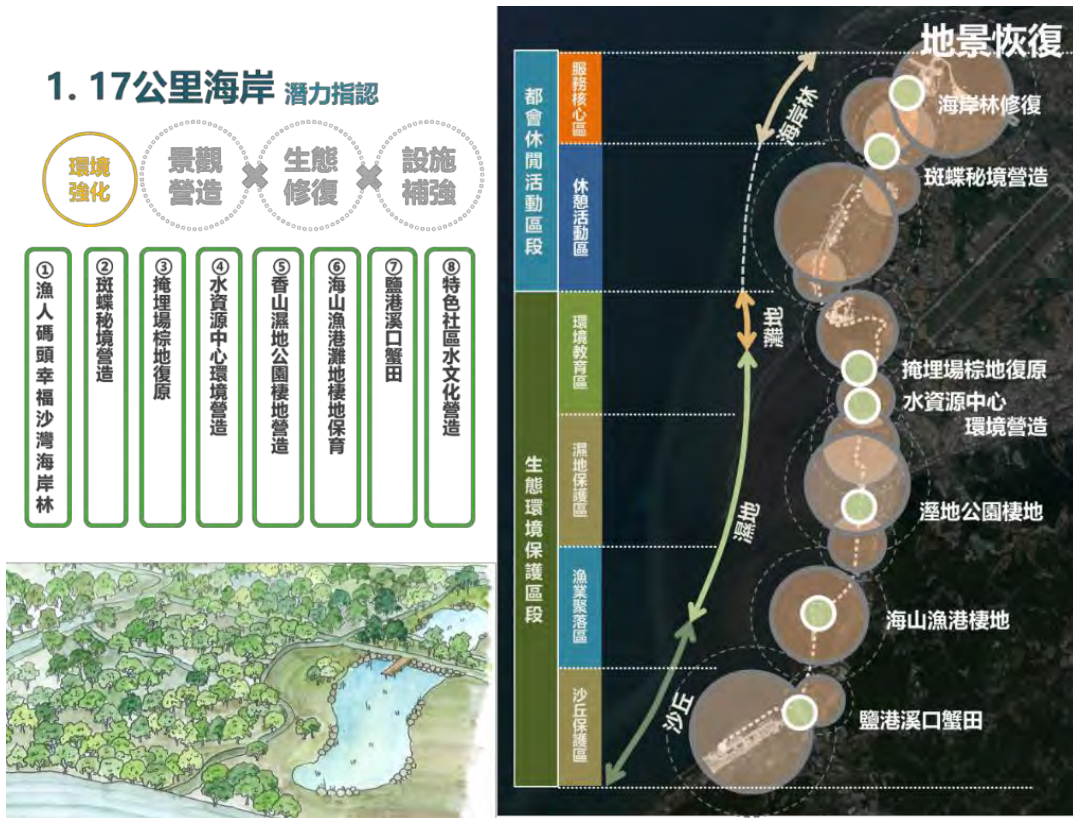 1. 17公里海岸 潛力指認
環境
強化
景觀
營造
生態
修復
設施
補強
①漁人碼頭幸福沙灣海岸林
②斑蝶秘境營造
③掩埋場棕地復原
④水資源中心環境營造
⑤香山濕地公園棲地營造
⑥海山漁港灘地棲地保育
⑦鹽港溪口蟹田
⑧特色社區水文化營造
地景恢復
都會休閒活動區段
生態環境保護區段
服務核心區
休憩活動區
環境教育區
濕地保護區
漁業聚落區
沙丘保護區
海岸林
灘地
濕地
沙丘
海岸林修復
斑蝶秘境營造
掩埋場棕地復原
水資源中心
環境營造
溼地公園棲地
海山漁港棲地
鹽港溪口蟹田